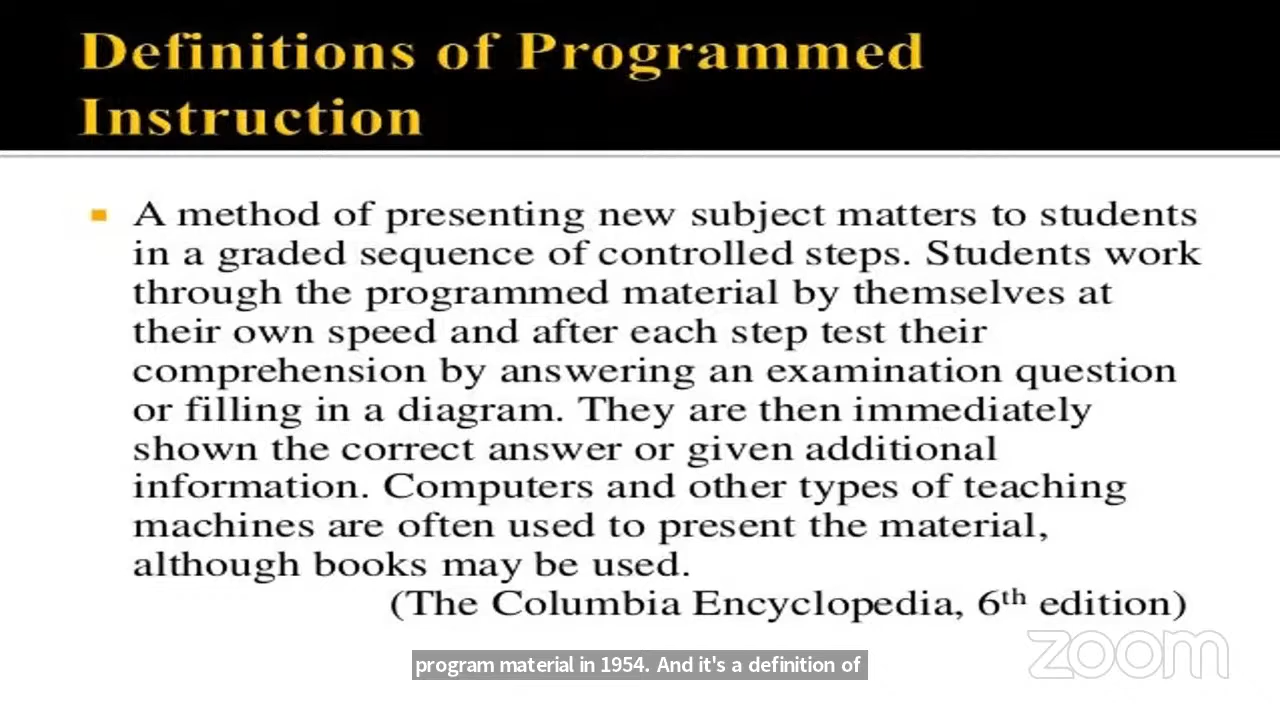 Definitions of Programmed
Instruction
A method of presenting new subject matters to students
in a graded sequence of controlled steps. Students work
through the programmed material by themselves at
their own speed and after each step test their
comprehension by answering an examination question
or filling in a diagram. They are then immediately
shown the correct answer or given additional
information. Computers and other types of teaching
machines are often used to present the material,
although books may be used.
(The Columbia Encyclopedia, 6th edition)
zoom
program material in 1954. And it's a definition of